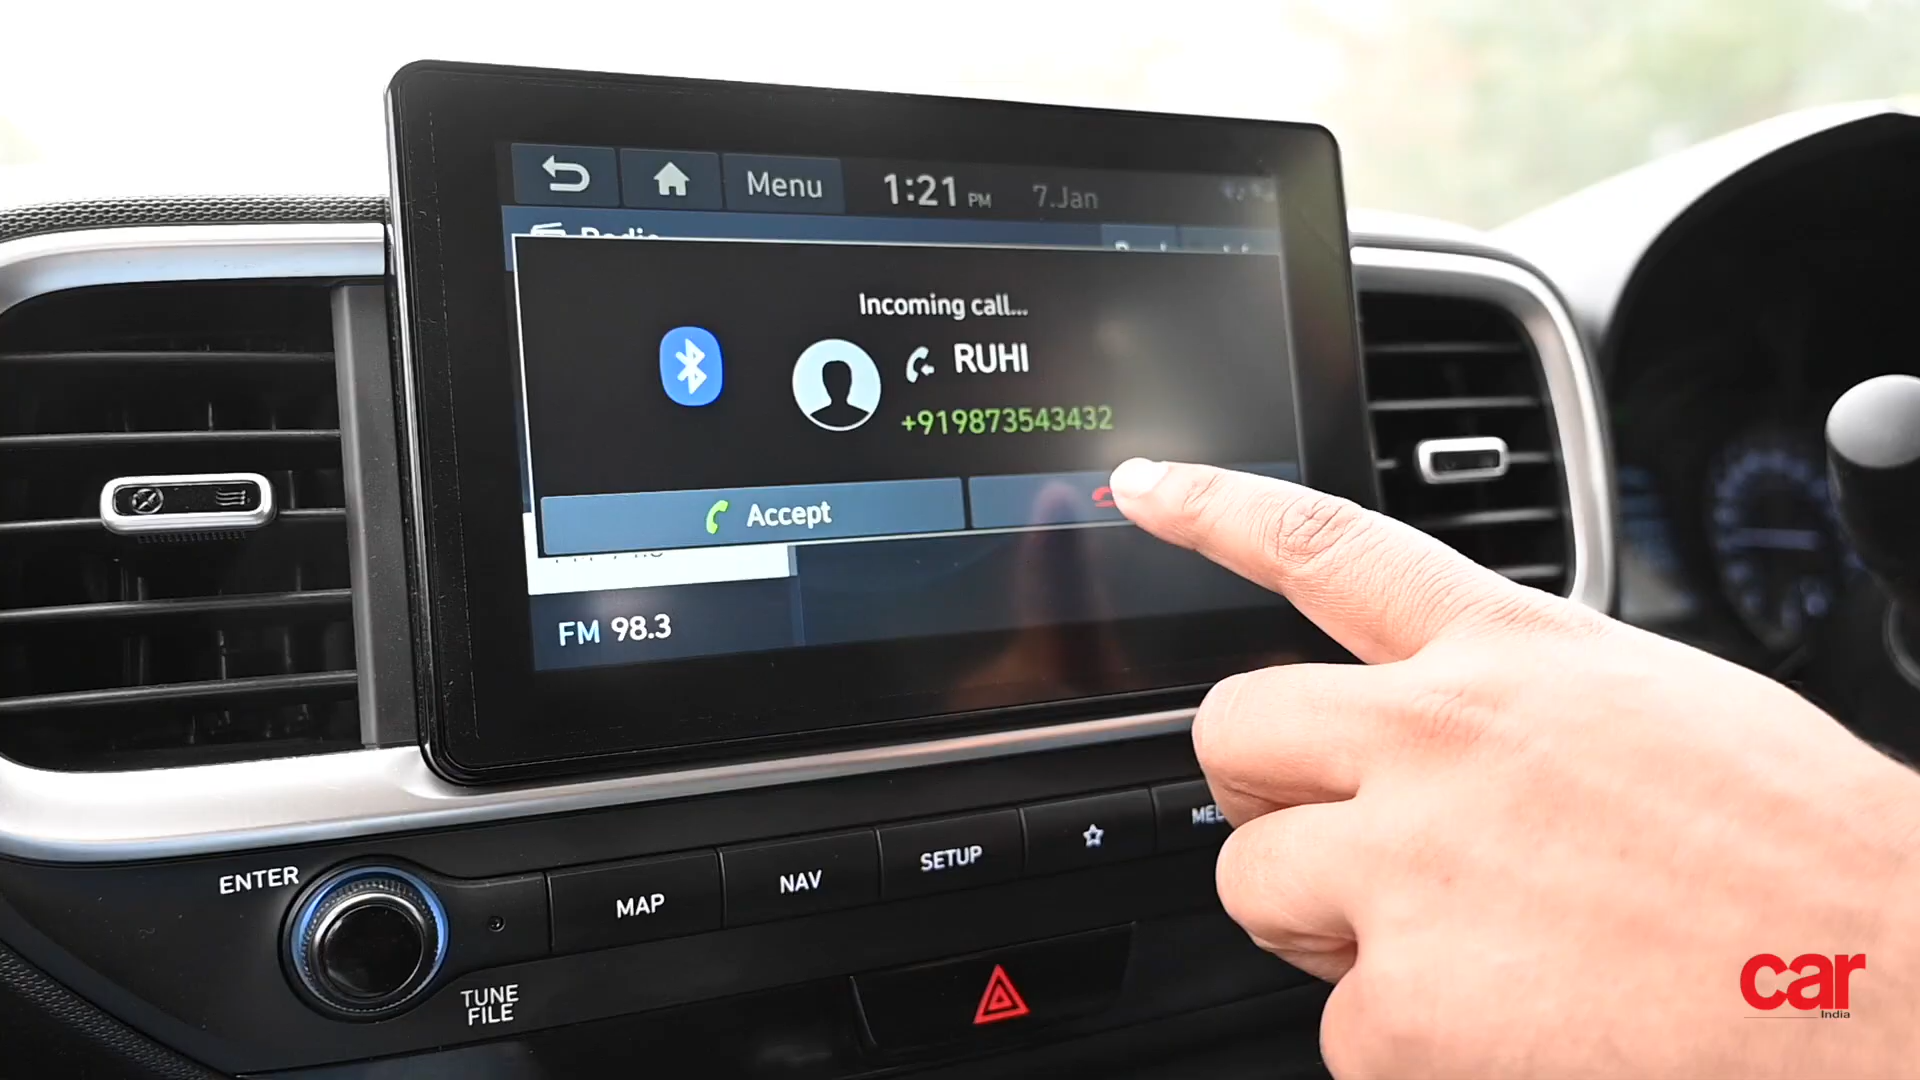 Menu
1:21 PM
7.Jan
Radio
Incoming call...
RUHI
+919873543432
Accept
FM 98.3
ENTER
MAP
NAV
SETUP
TUNE
FILE
car
India